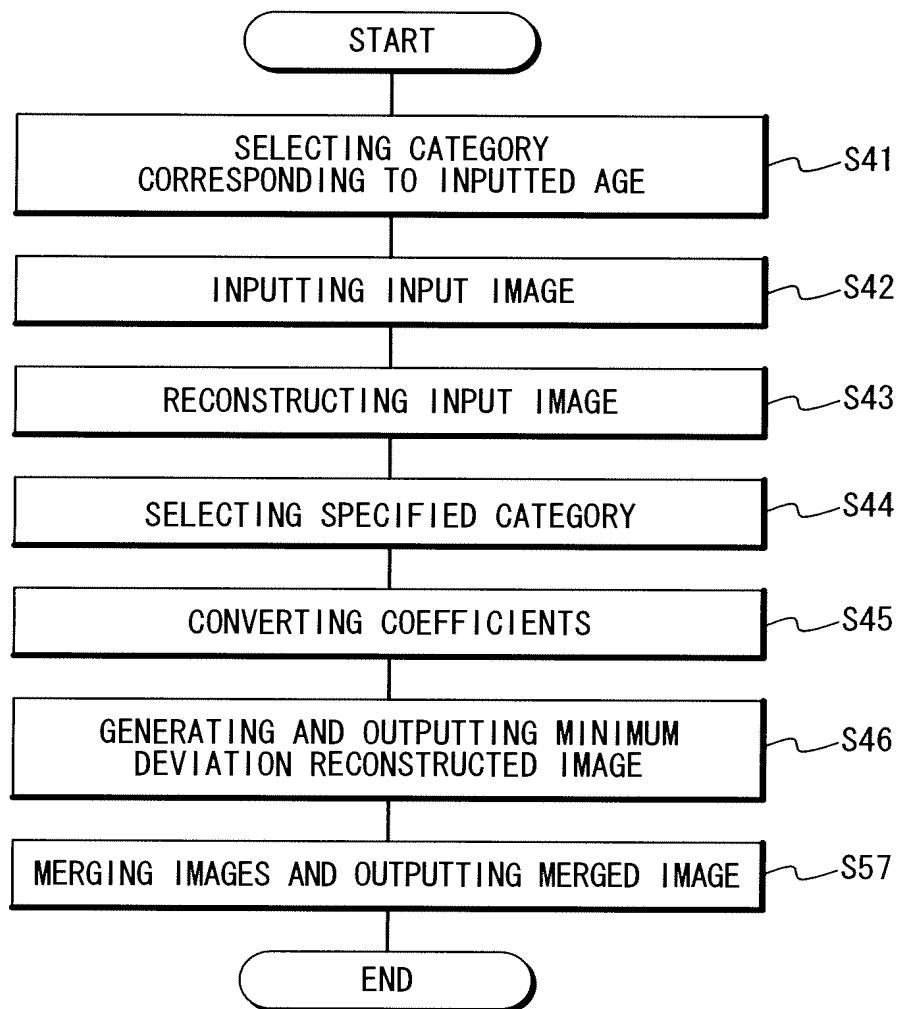 START
SELECTING CATEGORY
CORRESPONDING TO INPUTTED AGE
S41
INPUTTING INPUT IMAGE
S42
RECONSTRUCTING INPUT IMAGE
S43
SELECTING SPECIFIED CATEGORY
S44
CONVERTING COEFFICIENTS
S45
GENERATING AND OUTPUTTING MINIMUM
DEVIATION RECONSTRUCTED IMAGE
S46
MERGING IMAGES AND OUTPUTTING MERGED IMAGE
S57
END